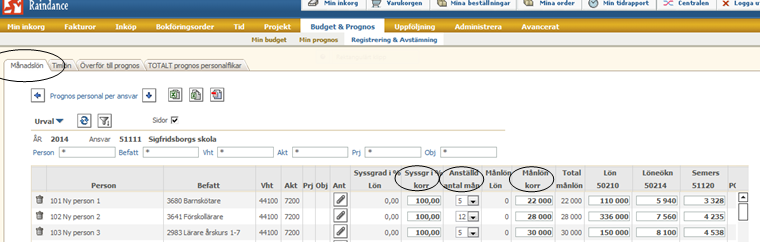 Raindance
Min inkorg Varukorgen Mina beställningar Mina order Min tidrapport Centralen Logga u
Min inkorg Fakturor Inköp Bokföringsorder Tid Projekt Budget & Prognos Uppföljning Administrera Avancerat
Min budget Min prognos Registrering & Avstämning
Månadslön Timlön Överför till prognos TOTALT prognos personalfikar
Prognos personal per ansvar
Urval Sidor
ÅR 2014 Ansvar 51111 Sigfridsborgs skola
Person * Befatt * Vht * Akt * Prj * Obj *
Syssgrad i % Syssgr i % Anställd Månlön Månlön Total Lön Löneökn Semers
Person Befatt Vht Akt Prj Obj Ant Lön korr antal mån Lön korr månlön 50210 50214 51120 PC
101 Ny person 1 3680 Barnskötare 44100 7200 0,00 100,00 5 0 22 000 22 000 110 000 5 940 3 328
102 Ny person 2 3641 Förskollärare 44100 7200 0,00 100,00 12 0 28 000 28 000 336 000 7 560 4 235
103 Ny person 3 2983 Lärare årskurs 1-7 44100 7200 0,00 100,00 5 0 30 000 30 000 150 000 8 100 4 538